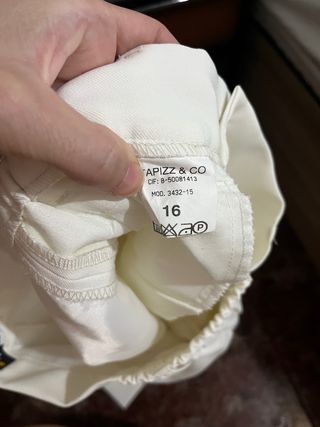 TAPIZZ & CO
CIF: B-50081413
MOD. 3432-15
16